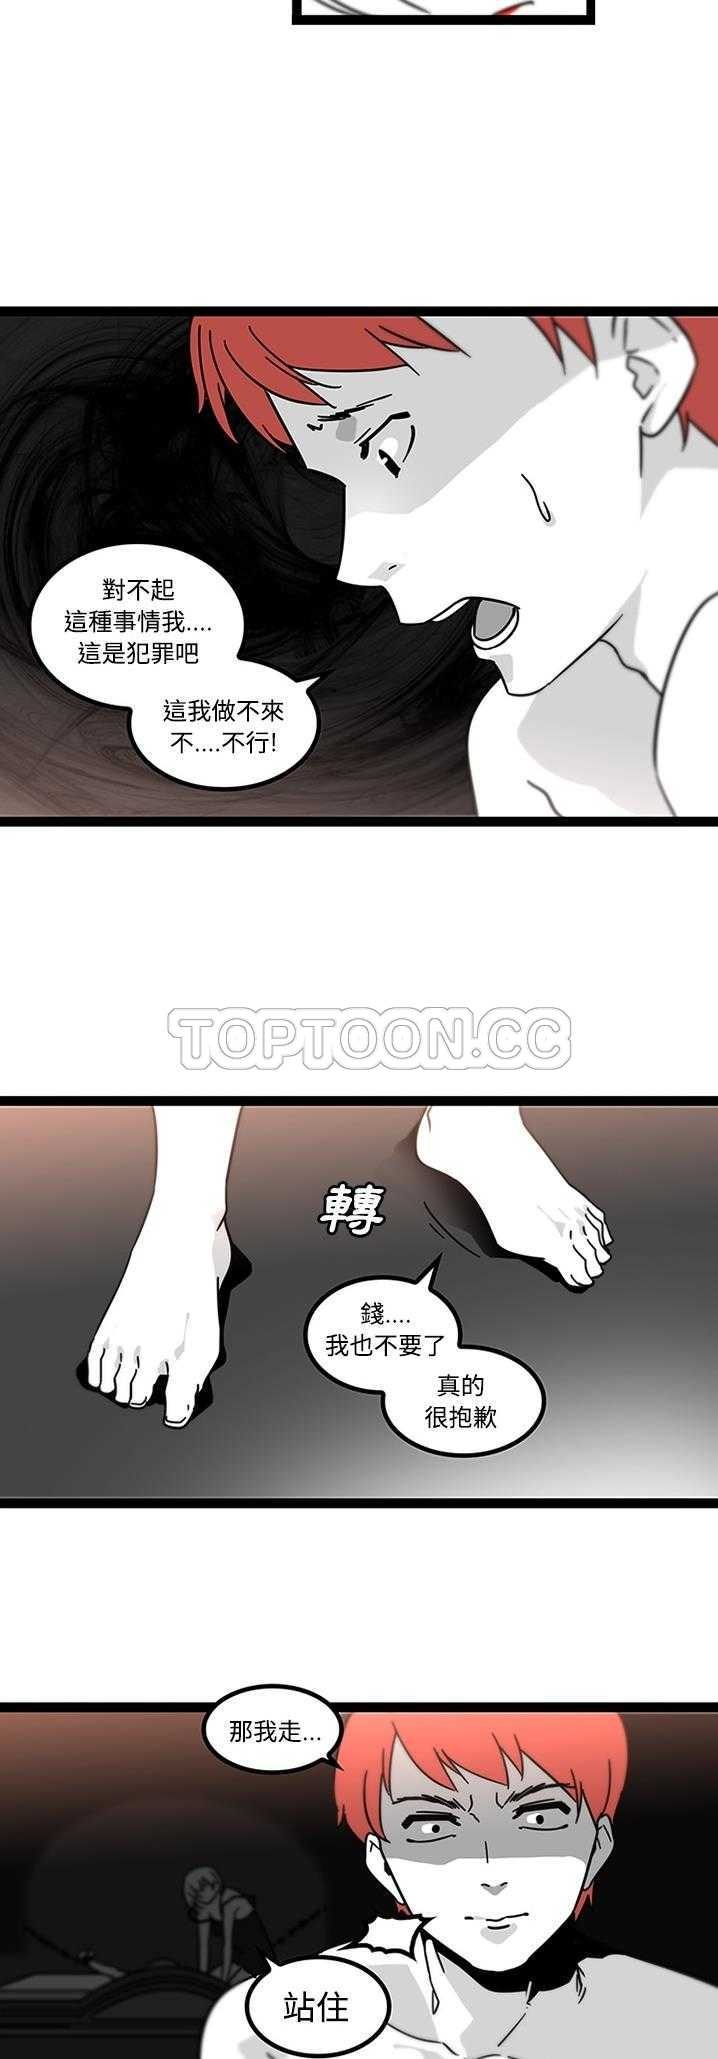 對不起
這種事情我....
這是犯罪吧
這我做不來
不....不行!
TOPTOON.CC
轉
錢....
我也不要了
真的
很抱歉
那我走...
站住